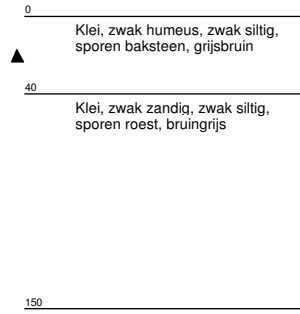 0
Klei, zwak humeus, zwak siltig,
sporen baksteen, grijsbruin
40
Klei, zwak zandig, zwak siltig,
sporen roest, bruingrijs
150